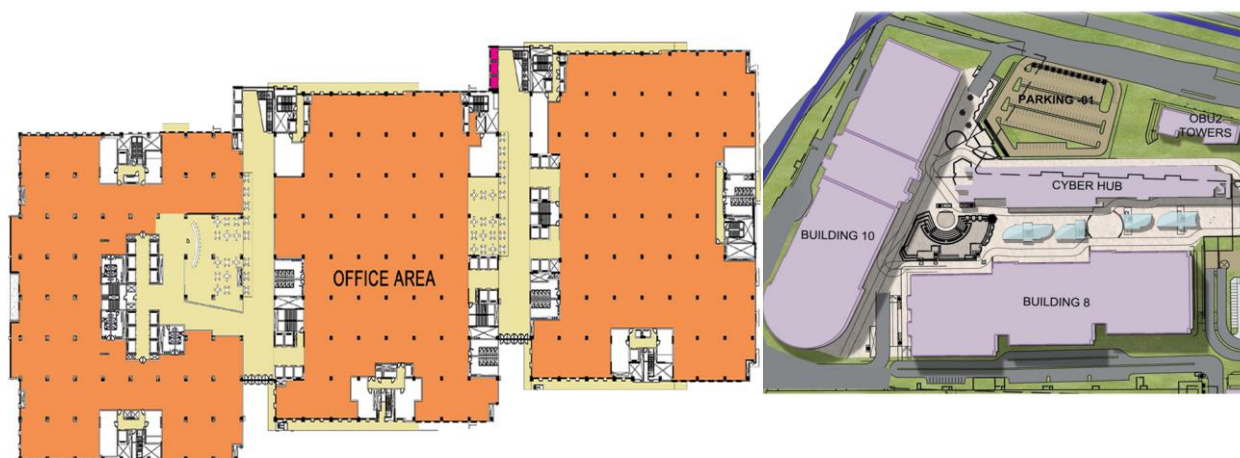 OFFICE AREA
PARKING -01
OBU2
TOWERS
CYBER HUB
BUILDING 10
BUILDING 8